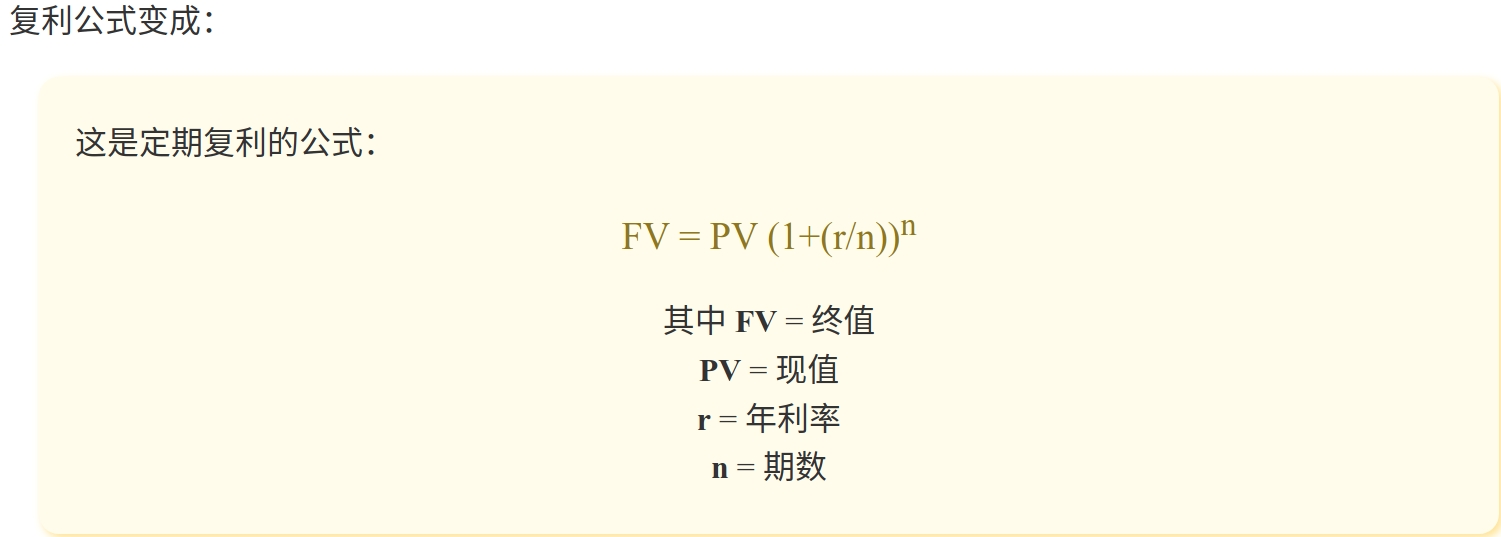 复利公式变成：
这是定期复利的公式：
FV = PV (1+(r/n))ⁿ
其中 FV = 终值
PV = 现值
r = 年利率
n = 期数